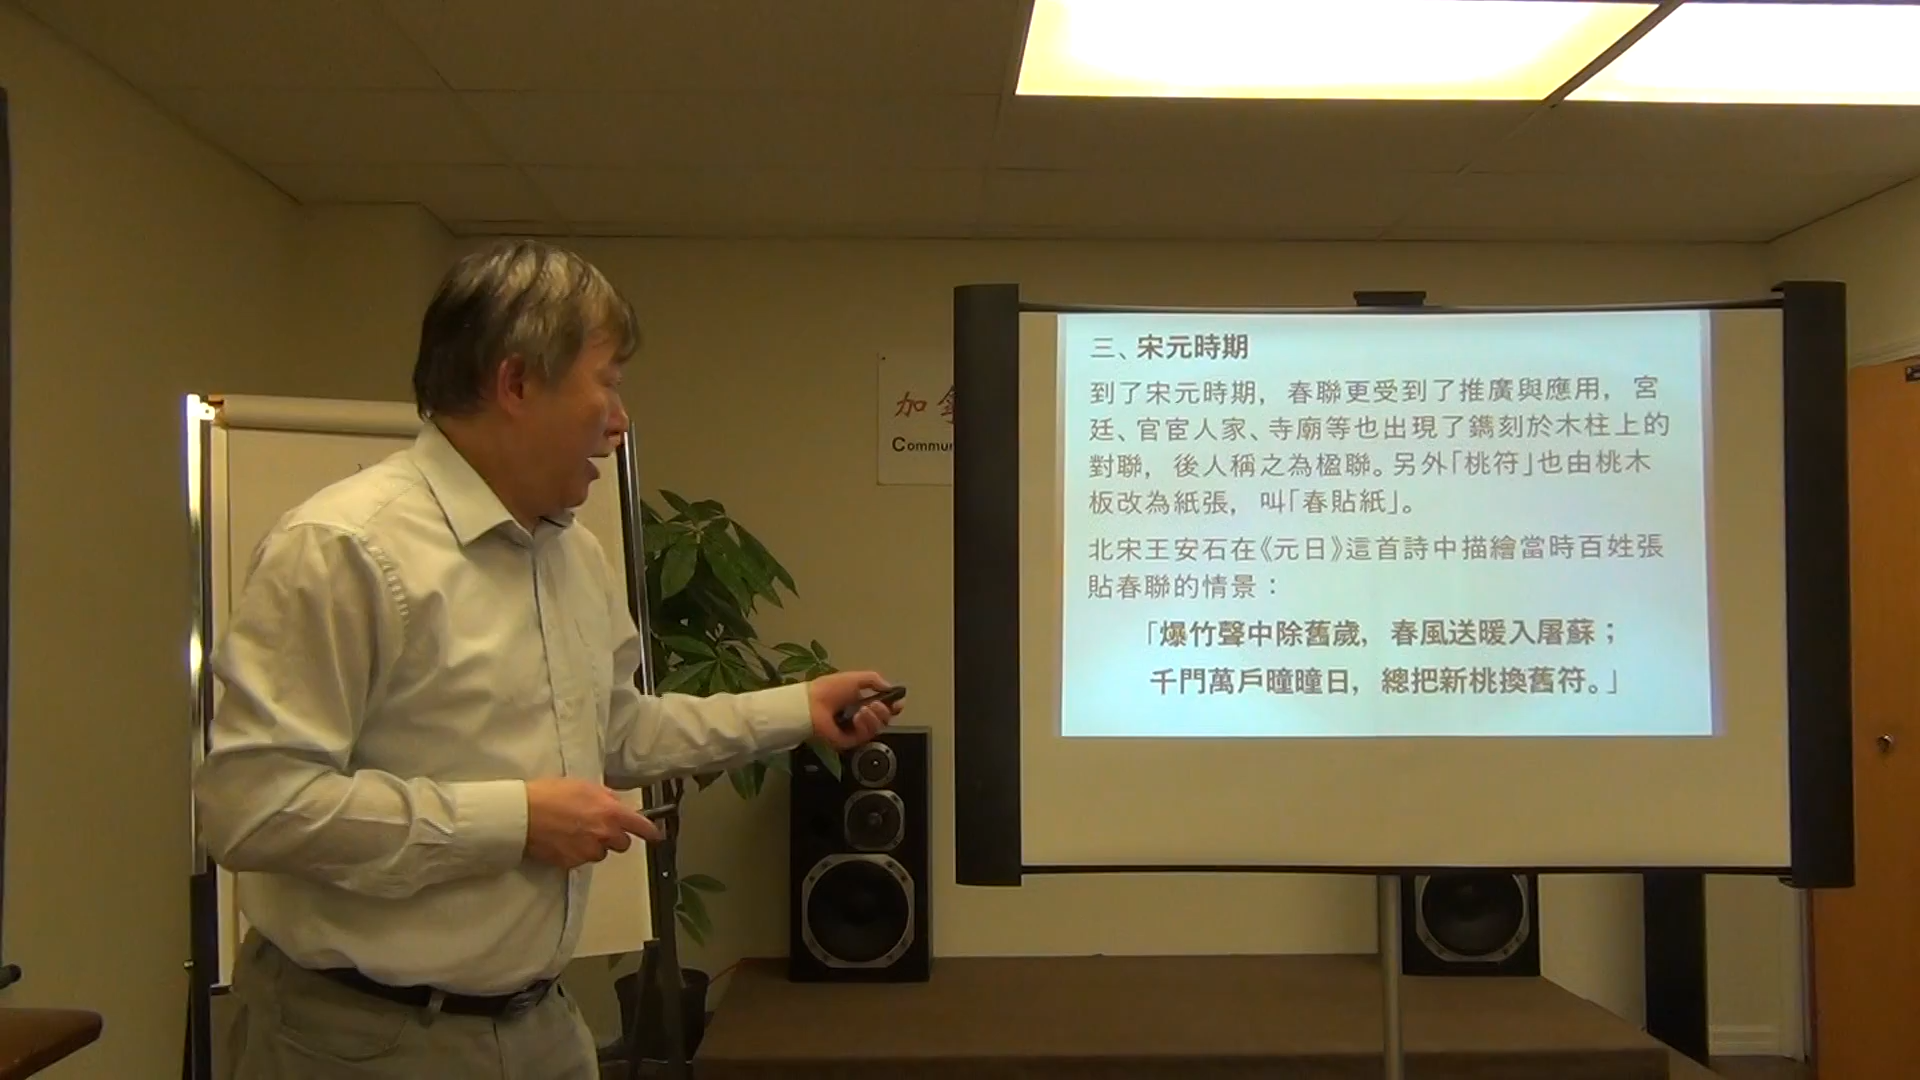 三、宋元時期
到了宋元時期，春聯更受到了推廣與應用，宮
廷、官宦人家、寺廟等也出現了鐫刻於木柱上的
對聯，後人稱之為楹聯。另外「桃符」也由桃木
板改為紙張，叫「春貼紙」。
北宋王安石在《元日》這首詩中描繪當時百姓張
貼春聯的情景：
「爆竹聲中除舊歲，春風送暖入屠蘇；
千門萬戶曈曈日，總把新桃換舊符。」
加
Commun